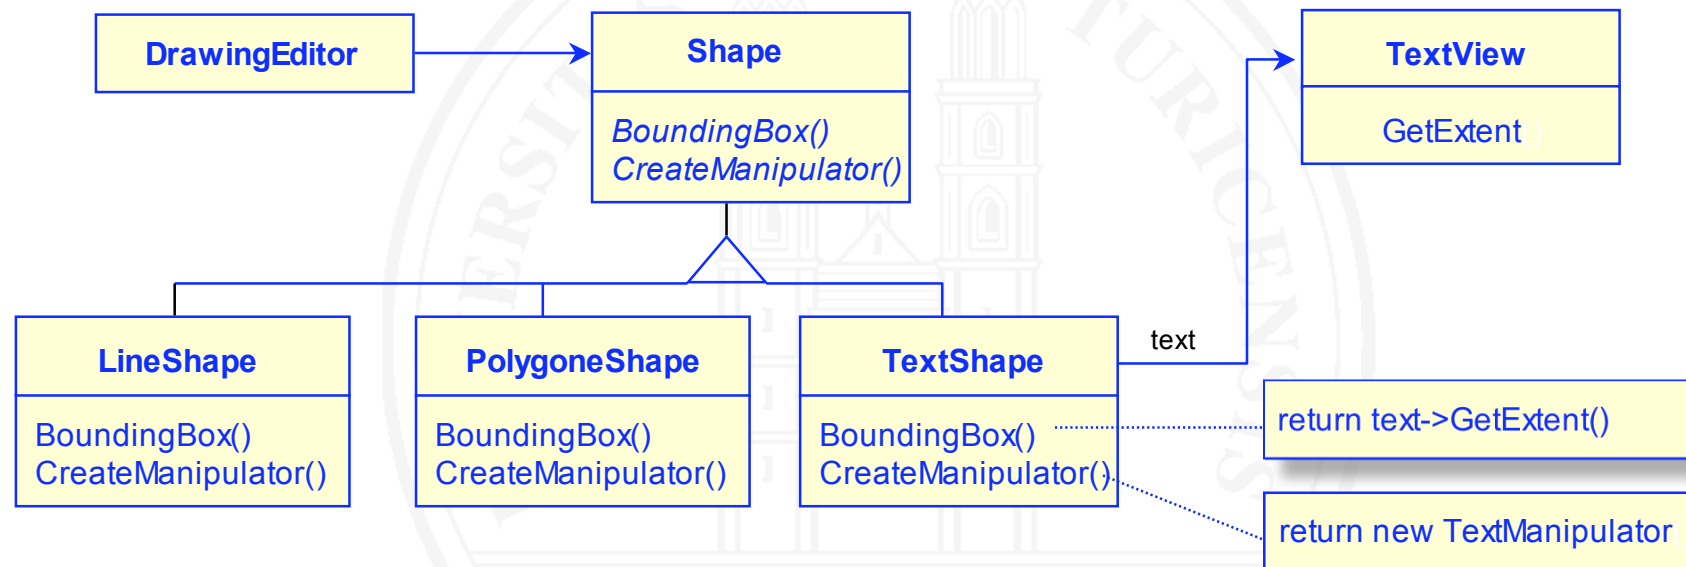 DrawingEditor
Shape
BoundingBox()
CreateManipulator()
TextView
GetExtent()
LineShape
BoundingBox()
CreateManipulator()
PolygoneShape
BoundingBox()
CreateManipulator()
TextShape
BoundingBox()
CreateManipulator()
text
return text->GetExtent()
return new TextManipulator
TURICENSIS